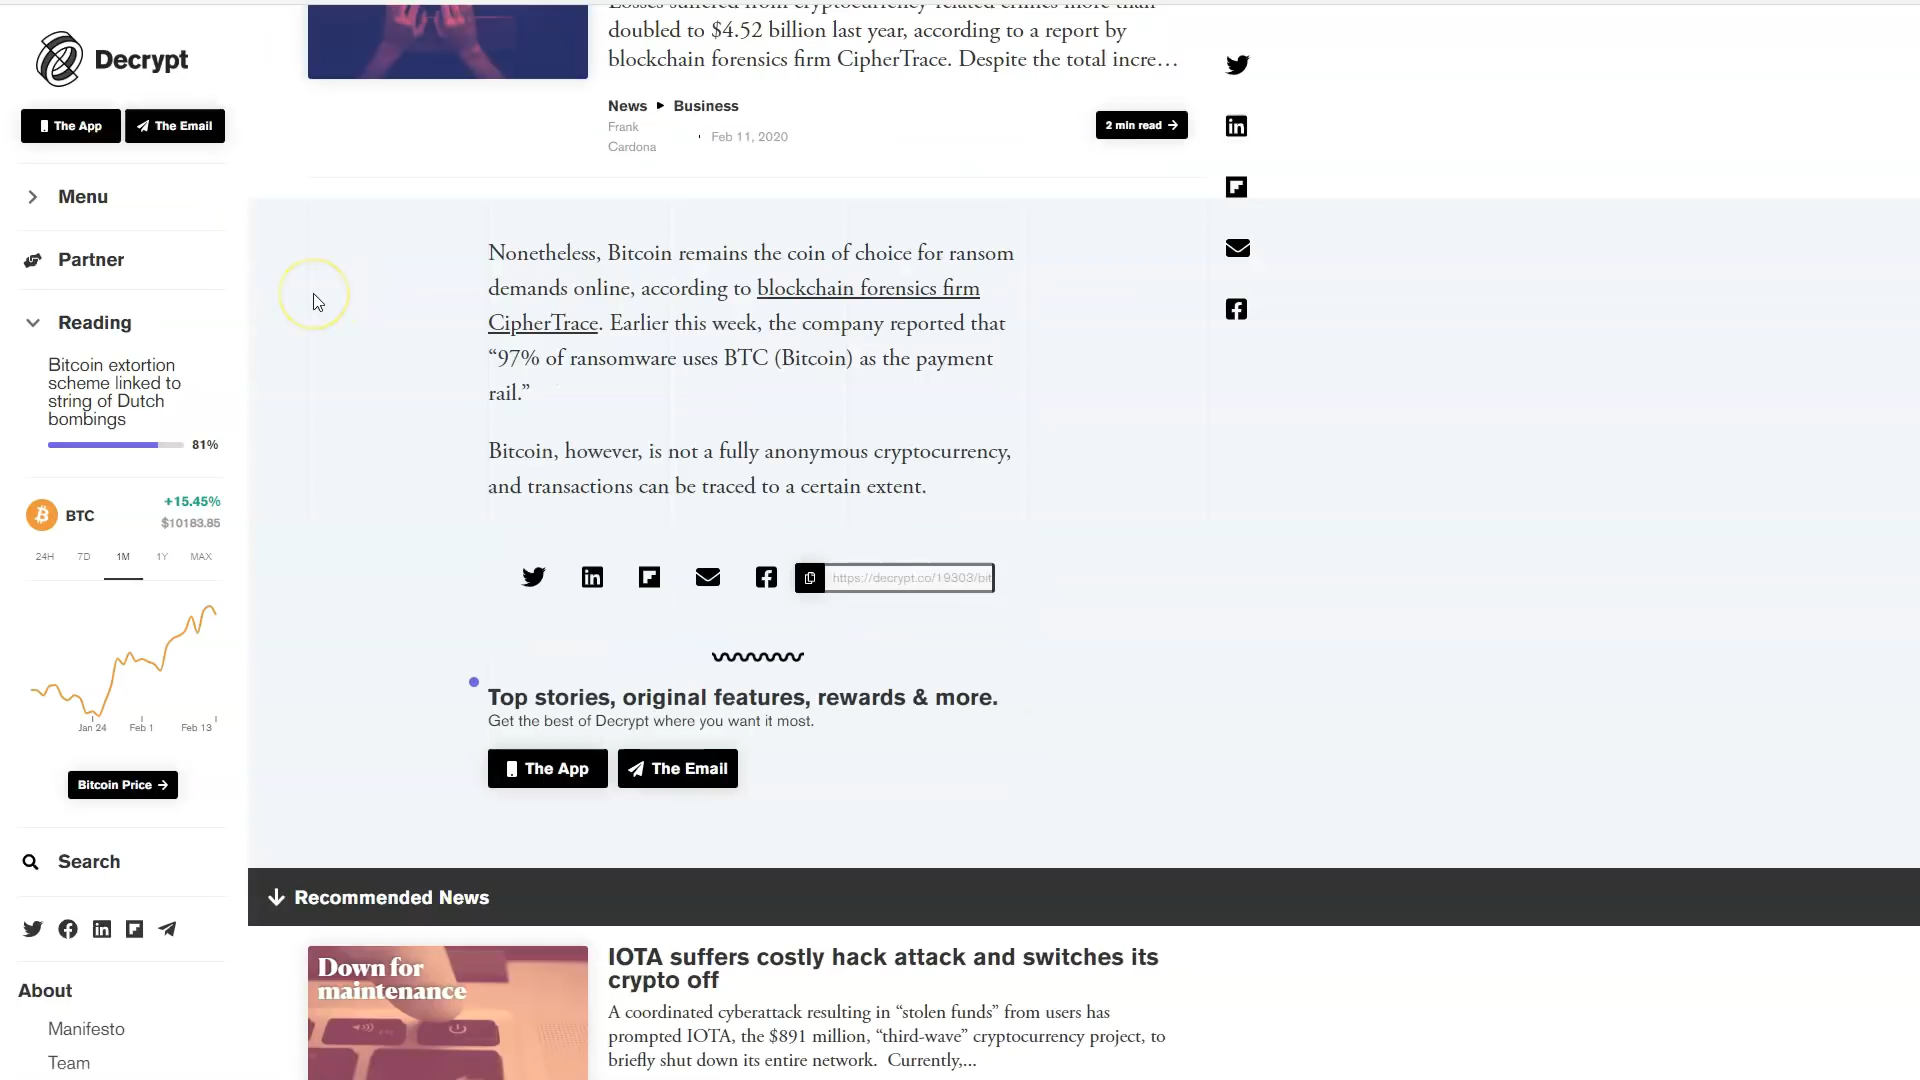 Decrypt
The App
The Email
Menu
Partner
Reading
Bitcoin extortion
scheme linked to
string of Dutch
bombings
81%
BTC
+15.45%
$10183.85
24H
7D
1M
1Y
MAX
Jan 24
Feb 1
Feb 13
Bitcoin Price →
Search
About
Manifesto
Team
Losses suffered from cryptocurrency-related crimes more than
doubled to $4.52 billion last year, according to a report by
blockchain forensics firm CipherTrace. Despite the total incre…
News ▸ Business
Frank
Cardona
Feb 11, 2020
2 min read →
Nonetheless, Bitcoin remains the coin of choice for ransom
demands online, according to blockchain forensics firm
CipherTrace. Earlier this week, the company reported that
“97% of ransomware uses BTC (Bitcoin) as the payment
rail.”
Bitcoin, however, is not a fully anonymous cryptocurrency,
and transactions can be traced to a certain extent.
https://decrypt.co/19303/bit
Top stories, original features, rewards & more.
Get the best of Decrypt where you want it most.
The App
The Email
Recommended News
Down for
maintenance
IOTA suffers costly hack attack and switches its
crypto off
A coordinated cyberattack resulting in “stolen funds” from users has
prompted IOTA, the $891 million, “third-wave” cryptocurrency project, to
briefly shut down its entire network. Currently,...